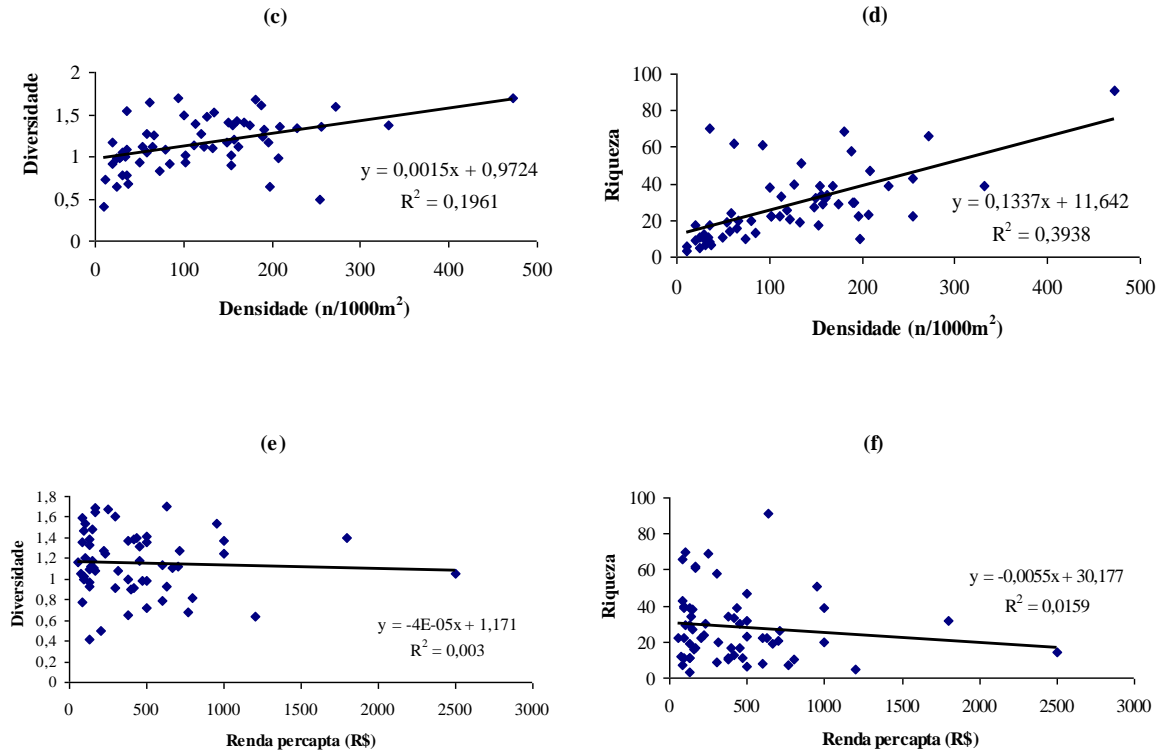 (c)
Diversidade
2
1,5
1
0,5
0
0 100 200 300 400 500
y = 0,0015x + 0,9724
R² = 0,1961
Densidade (n/1000m²)
(d)
Riqueza
100
80
60
40
20
0
0 100 200 300 400 500
y = 0,1337x + 11,642
R² = 0,3938
Densidade (n/1000m²)
(e)
Diversidade
1,8
1,6
1,4
1,2
1
0,8
0,6
0,4
0,2
0
0 500 1000 1500 2000 2500 3000
y = -4E-05x + 1,171
R² = 0,003
Renda percapta (R$)
(f)
Riqueza
100
80
60
40
20
0
0 500 1000 1500 2000 2500 3000
y = -0,0055x + 30,177
R² = 0,0159
Renda percapta (R$)